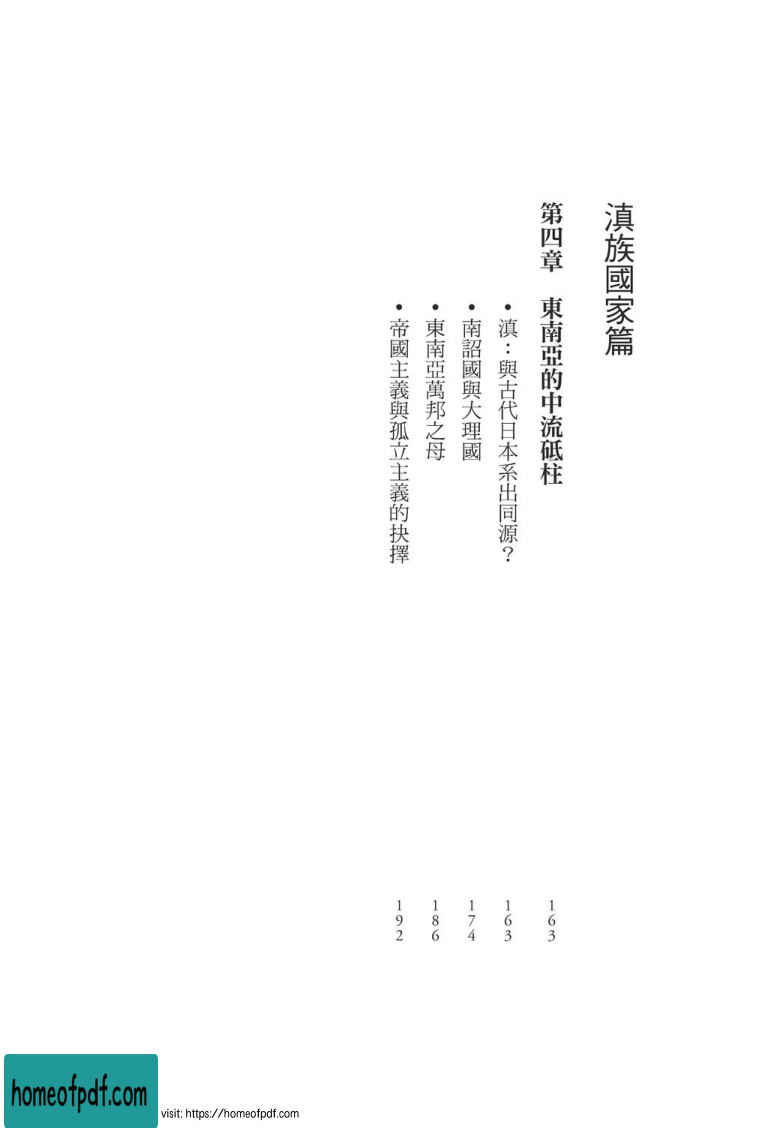 滇族國家篇
第四章　東南亞的中流砥柱 163
•滇：與古代日本系出同源？ 163
•南詔國與大理國 174
•東南亞萬邦之母 186
•帝國主義與孤立主義的抉擇 192
homeofpdf.com
visit: https://homeofpdf.com